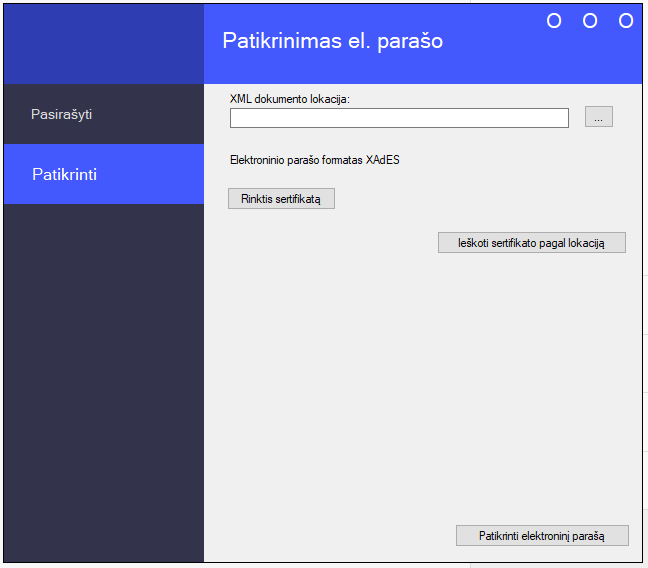 Patikrinimas el. parašo
O O O
Pasirašyti
Patikrinti
XML dokumento lokacija:
...
Elektroninio parašo formatas XAdES
Rinktis sertifikatą
Ieškoti sertifikato pagal lokaciją
Patikrinti elektroninį parašą